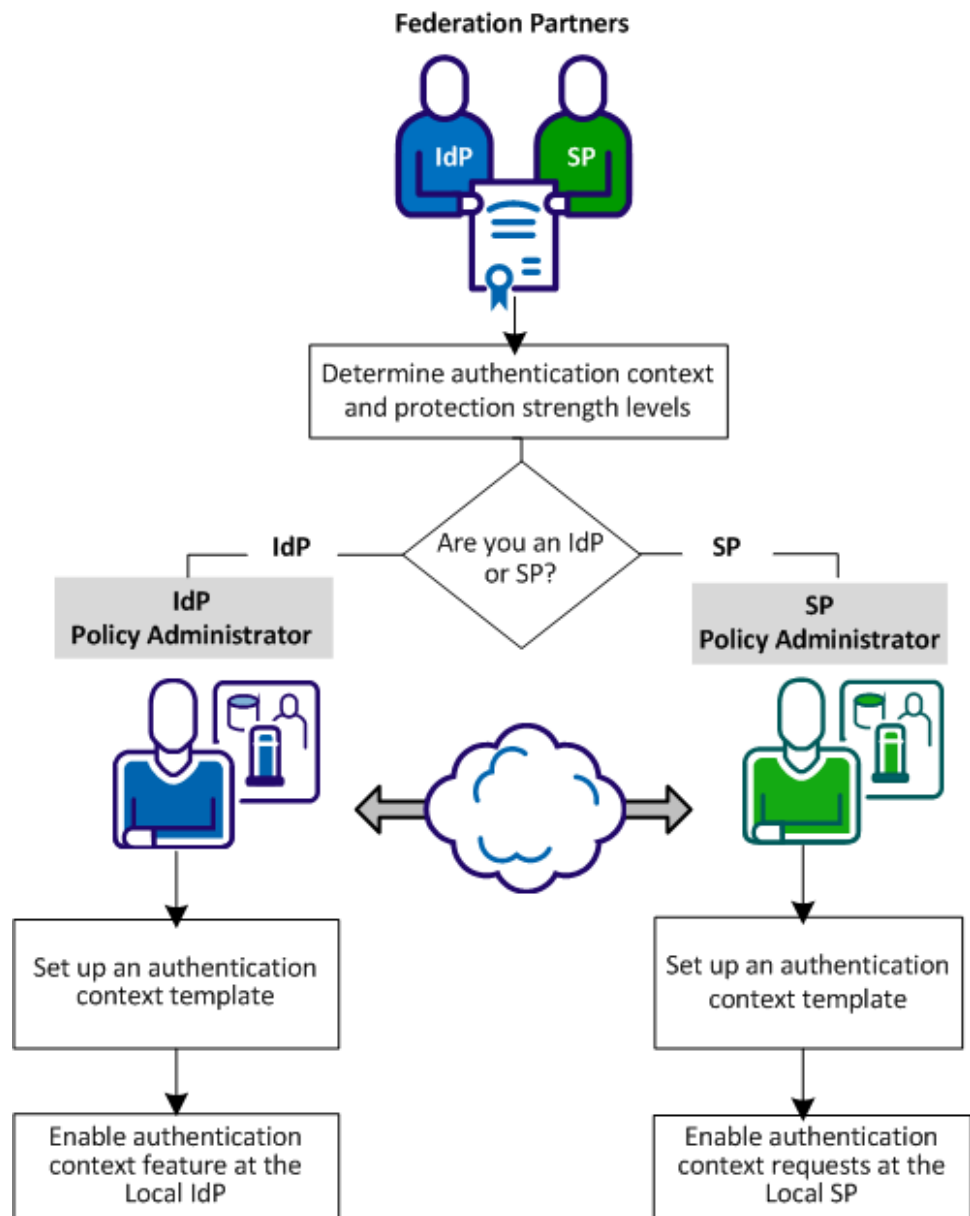 Federation Partners
IdP
SP
Determine authentication context
and protection strength levels
Are you an IdP
or SP?
IdP
SP
IdP
Policy Administrator
SP
Policy Administrator
Set up an authentication
context template
Set up an authentication
context template
Enable authentication
context feature at the
Local IdP
Enable authentication
context requests at the
Local SP